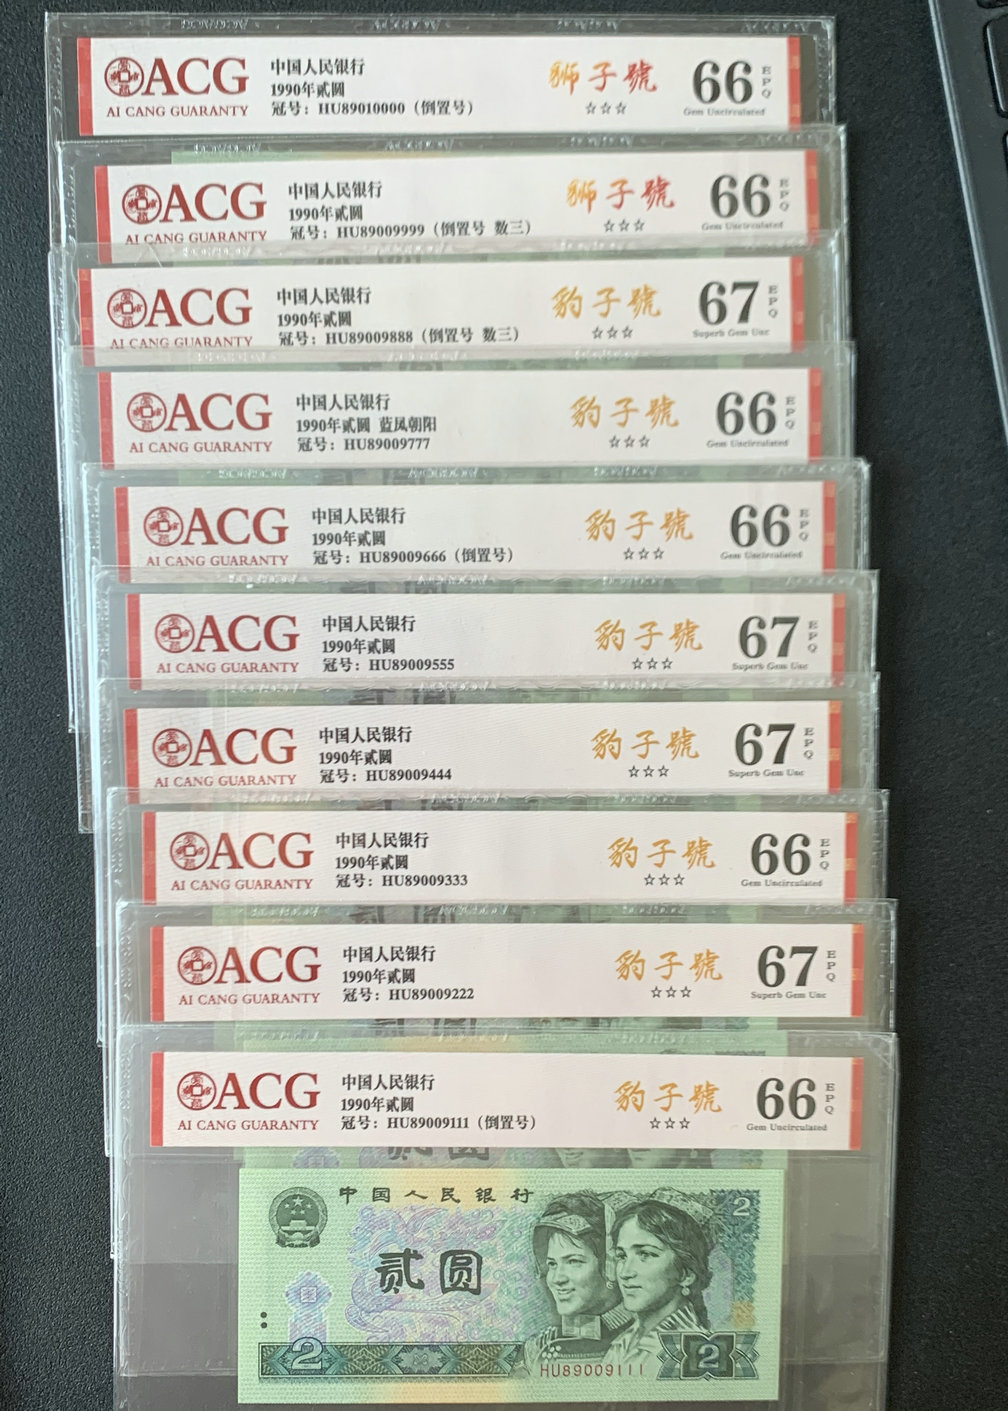 ACG
AI CANG GUARANTY
中国人民银行
1990年贰圆
冠号：HU89010000（倒置号）
狮子號
☆☆☆
66
EPQ
Gem Uncirculated
ACG
AI CANG GUARANTY
中国人民银行
1990年贰圆
冠号：HU89009999（倒置号 数三）
狮子號
☆☆☆
66
EPQ
Gem Uncirculated
ACG
AI CANG GUARANTY
中国人民银行
1990年贰圆
冠号：HU89009888（倒置号 数三）
豹子號
☆☆☆
67
EPQ
Superb Gem Unc
ACG
AI CANG GUARANTY
中国人民银行
1990年贰圆 蓝凤朝阳
冠号：HU89009777
豹子號
☆☆☆
66
EPQ
Gem Uncirculated
ACG
AI CANG GUARANTY
中国人民银行
1990年贰圆
冠号：HU89009666（倒置号）
豹子號
☆☆☆
66
EPQ
Gem Uncirculated
ACG
AI CANG GUARANTY
中国人民银行
1990年贰圆
冠号：HU89009555
豹子號
☆☆☆
67
EPQ
Superb Gem Unc
ACG
AI CANG GUARANTY
中国人民银行
1990年贰圆
冠号：HU89009444
豹子號
☆☆☆
67
EPQ
Superb Gem Unc
ACG
AI CANG GUARANTY
中国人民银行
1990年贰圆
冠号：HU89009333
豹子號
☆☆☆
66
EPQ
Gem Uncirculated
ACG
AI CANG GUARANTY
中国人民银行
1990年贰圆
冠号：HU89009222
豹子號
☆☆☆
67
EPQ
Superb Gem Unc
ACG
AI CANG GUARANTY
中国人民银行
1990年贰圆
冠号：HU89009111（倒置号）
豹子號
☆☆☆
66
EPQ
Gem Uncirculated
贰圆
中国人民银行
2
贰圆
2
HU89009111
2